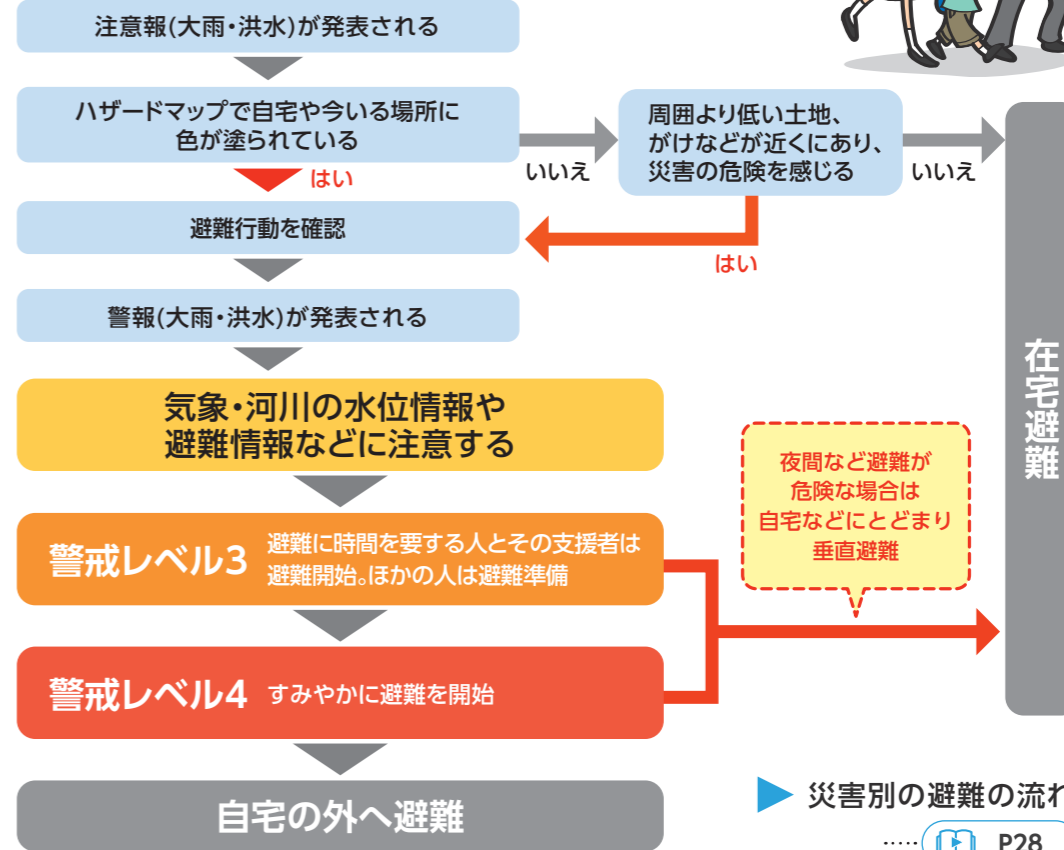 注意報(大雨・洪水)が発表される
ハザードマップで自宅や今いる場所に
色が塗られている
いいえ
周囲より低い土地、
がけなどが近くにあり、
災害の危険を感じる
いいえ
はい
はい
避難行動を確認
警報(大雨・洪水)が発表される
気象・河川の水位情報や
避難情報などに注意する
警戒レベル3
避難に時間を要する人とその支援者は
避難開始。ほかの人は避難準備
警戒レベル4 すみやかに避難を開始
夜間など避難が
危険な場合は
自宅などにとどまり
垂直避難
在宅避難
自宅の外へ避難
災害別の避難の流れ
..... P28